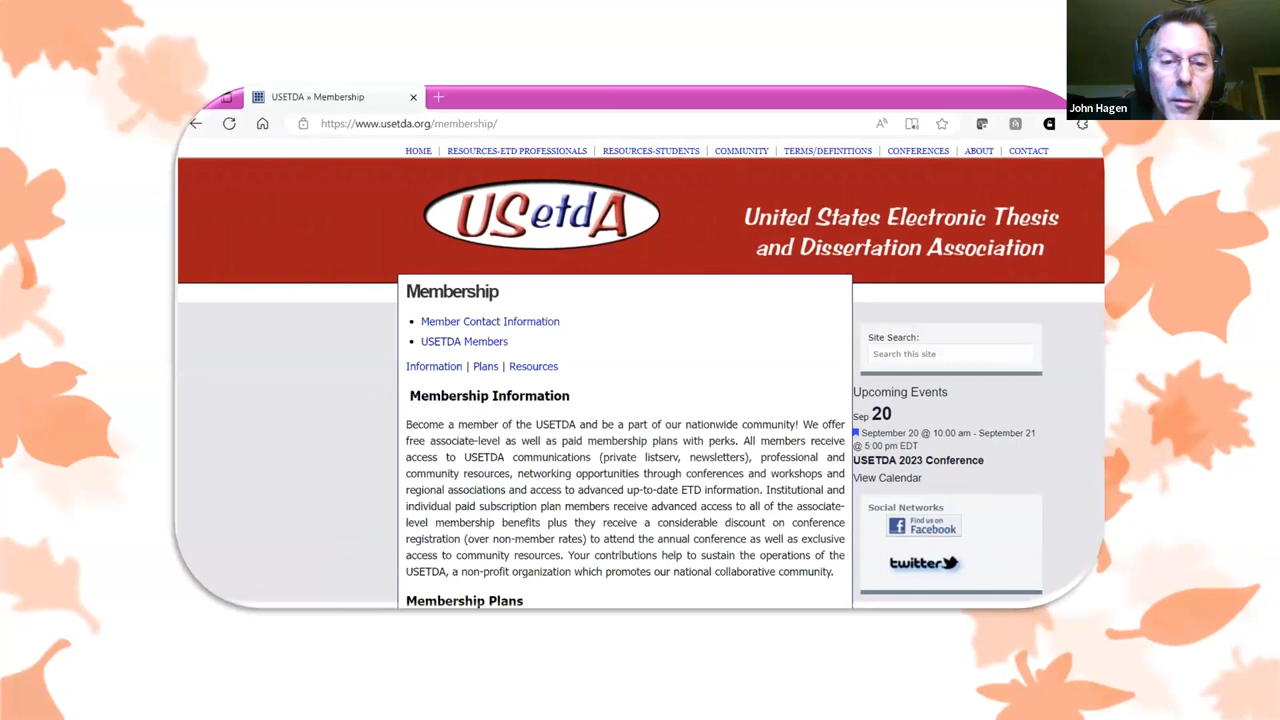 John Hagen
USETDA » Membership
https://www.usetda.org/membership/
HOME | RESOURCES-ETD PROFESSIONALS | RESOURCES-STUDENTS | COMMUNITY | TERMS/DEFINITIONS | CONFERENCES | ABOUT | CONTACT
USetdA
United States Electronic Thesis
and Dissertation Association
Membership
• Member Contact Information
• USETDA Members
Information | Plans | Resources
Membership Information
Become a member of the USETDA and be a part of our nationwide community! We offer
free associate-level as well as paid membership plans with perks. All members receive
access to USETDA communications (private listserv, newsletters), professional and
community resources, networking opportunities through conferences and workshops and
regional associations and access to advanced up-to-date ETD information. Institutional and
individual paid subscription plan members receive advanced access to all of the associate-
level membership benefits plus they receive a considerable discount on conference
registration (over non-member rates) to attend the annual conference as well as exclusive
access to community resources. Your contributions help to sustain the operations of the
USETDA, a non-profit organization which promotes our national collaborative community.
Membership Plans
Site Search:
Search this site
Upcoming Events
Sep 20
September 20 @ 10:00 am - September 21
@ 5:00 pm EDT
USETDA 2023 Conference
View Calendar
Social Networks
Find us on
Facebook
twitter